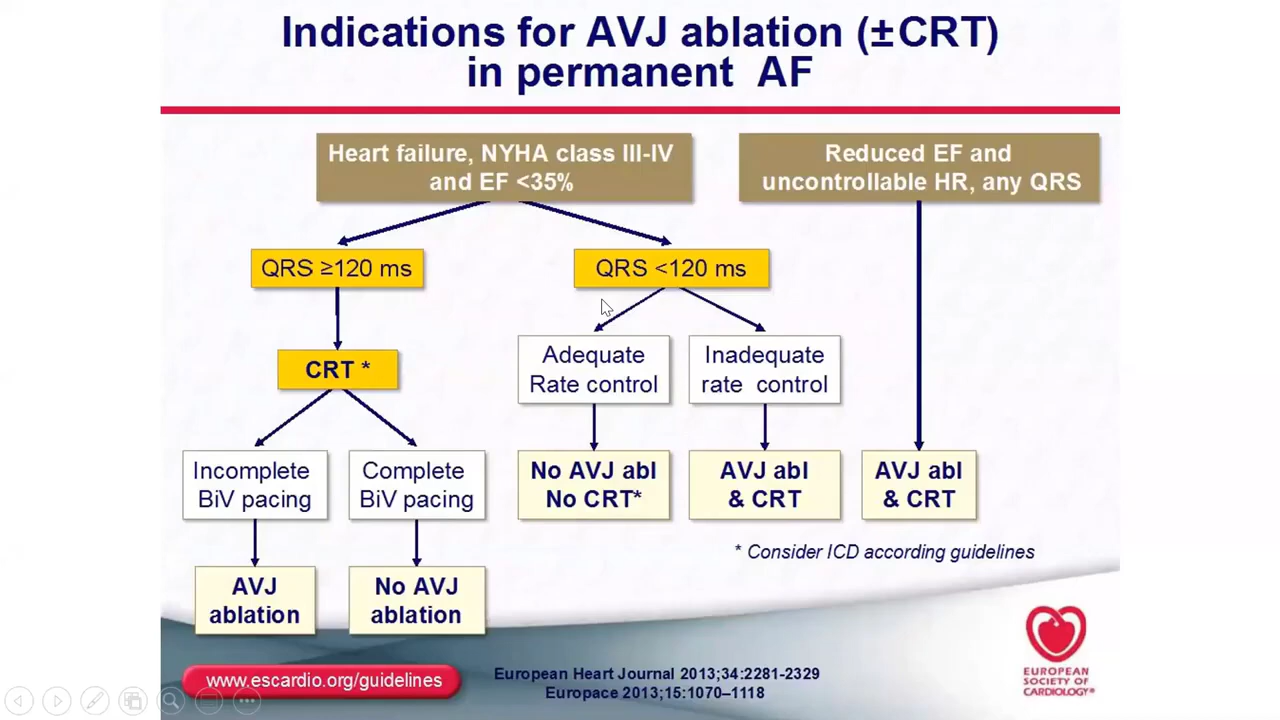 Indications for AVJ ablation (±CRT)
in permanent AF
Heart failure, NYHA class III-IV
and EF <35%
Reduced EF and
uncontrollable HR, any QRS
QRS ≥120 ms
QRS <120 ms
CRT *
Adequate
Rate control
Inadequate
rate control
Incomplete
BiV pacing
Complete
BiV pacing
No AVJ abl
No CRT*
AVJ abl
& CRT
AVJ abl
& CRT
* Consider ICD according guidelines
AVJ
ablation
No AVJ
ablation
www.escardio.org/guidelines
European Heart Journal 2013;34:2281-2329
Europace 2013;15:1070–1118
EUROPEAN
SOCIETY OF
CARDIOLOGY®